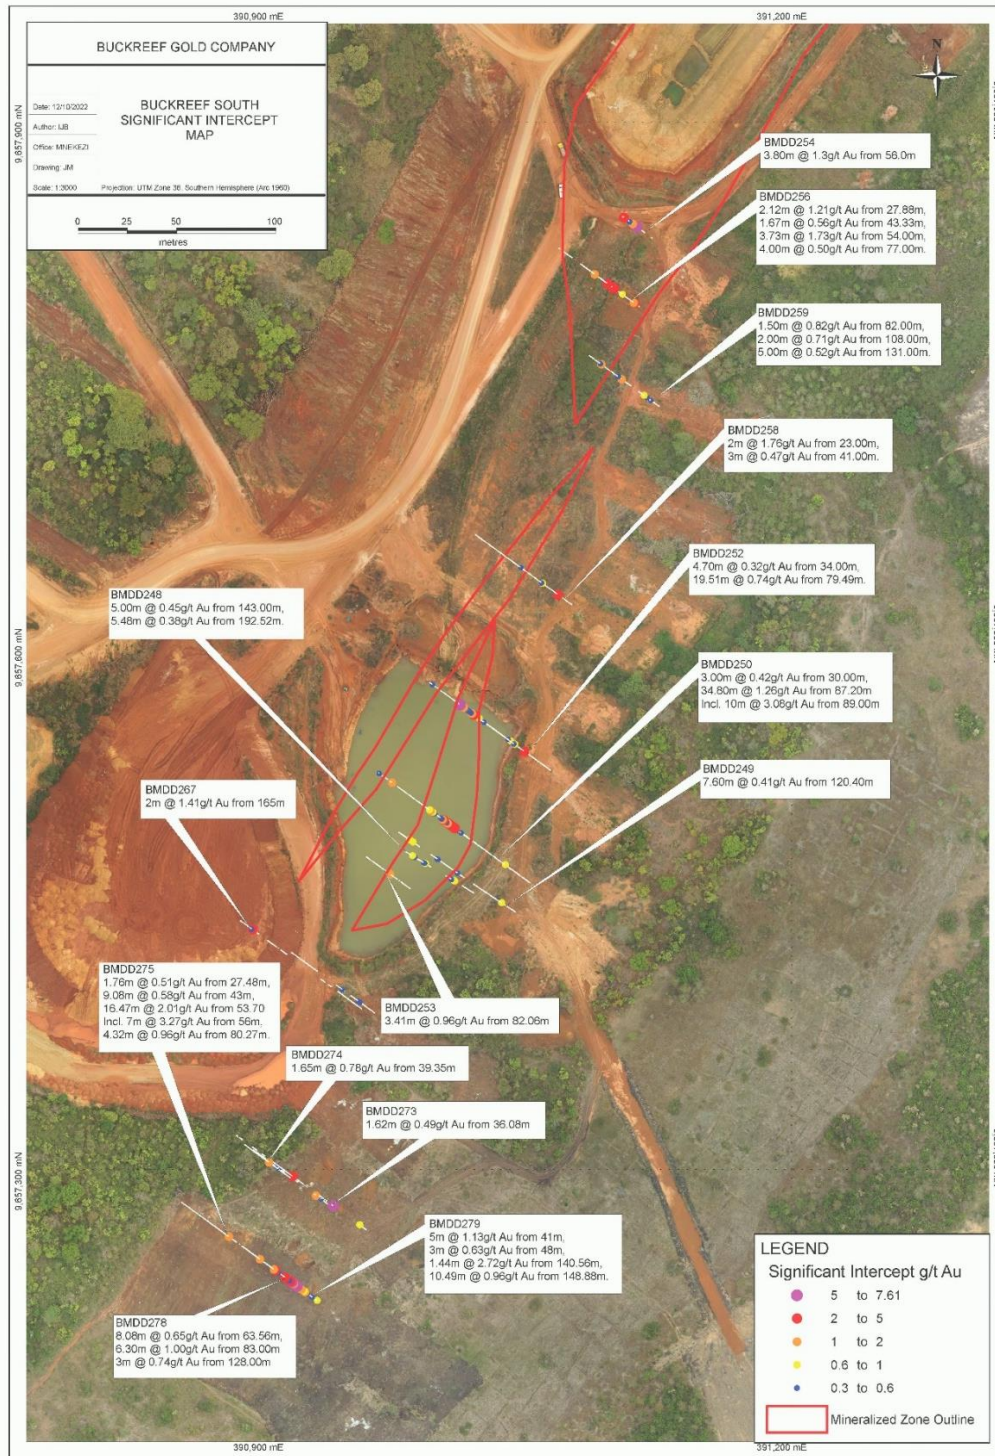 390,900 mE
391,200 mE
BUCKREEF GOLD COMPANY
Date: 12/10/2022
Author: IJB
Office: MNEKEZI
Drawing: JM
Scale: 1:2000
BUCKREEF SOUTH
SIGNIFICANT INTERCEPT
MAP
Projection: UTM Zone 36, Southern Hemisphere (Arc 1960)
0 50 100
metres
N
9,657,900 mN
BMDD254
3.80m @ 1.3g/t Au from 56.0m
BMDD256
2.12m @ 1.21g/t Au from 27.88m,
1.67m @ 0.56g/t Au from 43.33m,
3.73m @ 1.73g/t Au from 54.00m,
4.00m @ 0.50g/t Au from 77.00m.
BMDD259
1.50m @ 0.82g/t Au from 82.00m,
2.00m @ 0.71g/t Au from 108.00m,
5.00m @ 0.52g/t Au from 131.00m.
BMDD258
2m @ 1.76g/t Au from 23.00m,
3m @ 0.47g/t Au from 41.00m.
BMDD252
4.70m @ 0.32g/t Au from 34.00m,
19.51m @ 0.74g/t Au from 79.49m.
BMDD248
5.00m @ 0.45g/t Au from 143.00m,
5.48m @ 0.38g/t Au from 192.52m.
9,657,600 mN
BMDD250
3.00m @ 0.42g/t Au from 30.00m,
34.80m @ 1.26g/t Au from 87.20m
Incl. 10m @ 3.08g/t Au from 89.00m
BMDD249
7.60m @ 0.41g/t Au from 120.40m
BMDD267
2m @ 1.41g/t Au from 165m
BMDD275
1.76m @ 0.51g/t Au from 27.48m,
9.08m @ 0.58g/t Au from 43m,
16.47m @ 2.01g/t Au from 53.70
Incl. 7m @ 3.27g/t Au from 56m,
4.32m @ 0.96g/t Au from 80.27m.
BMDD253
3.41m @ 0.96g/t Au from 82.06m
BMDD274
1.65m @ 0.78g/t Au from 39.35m
BMDD273
1.62m @ 0.49g/t Au from 36.08m
9,657,300 mN
BMDD279
5m @ 1.13g/t Au from 41m,
3m @ 0.63g/t Au from 48m,
1.44m @ 2.72g/t Au from 140.56m,
10.49m @ 0.96g/t Au from 148.88m.
BMDD278
8.08m @ 0.65g/t Au from 63.56m,
6.30m @ 1.00g/t Au from 83.00m
3m @ 0.74g/t Au from 128.00m
LEGEND
Significant Intercept g/t Au
5 to 7.61
2 to 5
1 to 2
0.6 to 1
0.3 to 0.6
Mineralized Zone Outline
390,900 mE
391,200 mE